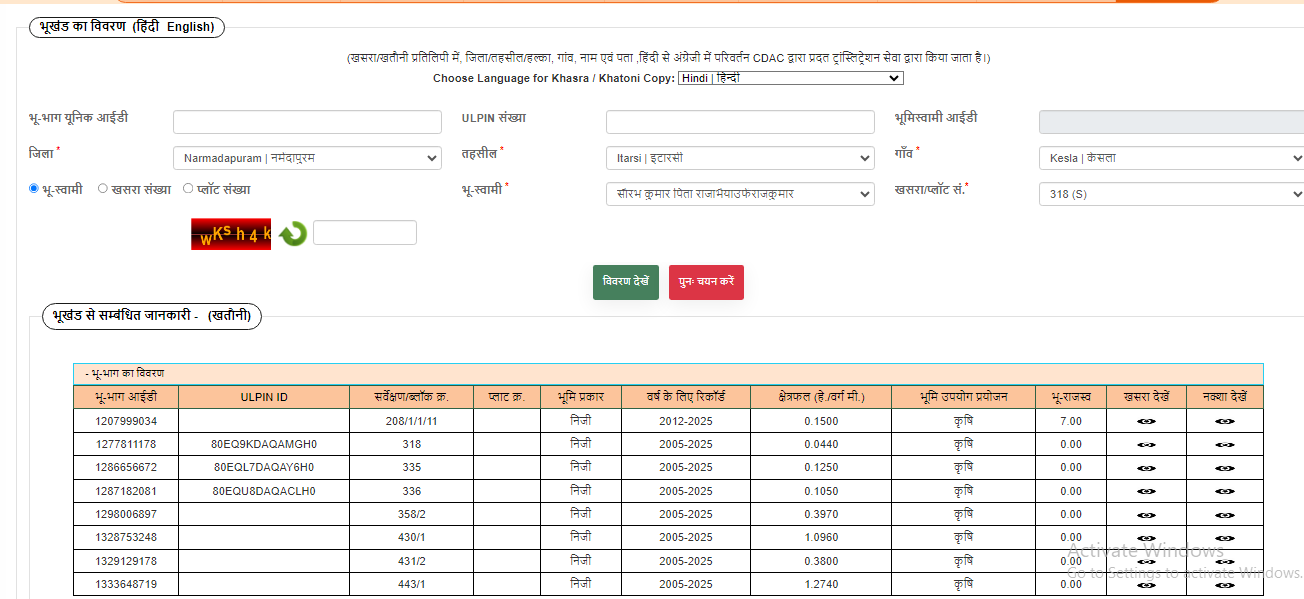 भूखंड का विवरण (हिंदी English)
(खसरा/खतौनी प्रतिलिपी में, जिला/तहसील/हल्का, गांव, नाम एवं पता ,हिंदी से अंग्रेजी में परिवर्तन CDAC द्वारा प्रदत ट्रांस्लिट्रेशन सेवा द्वारा किया जाता है।)
Choose Language for Khasra / Khatoni Copy: Hindi | हिन्दी
भू-भाग यूनिक आईडी ULPIN संख्या भूमिस्वामी आईडी
जिला * Narmadapuram | नर्मदापुरम तहसील * Itarsi | इटारसी गाँव * Kesla | केसला
भू-स्वामी खसरा संख्या प्लॉट संख्या भू-स्वामी * सौरभ कुमार पिता राजाभैयाउर्फराजकुमार खसरा/प्लॉट सं.* 318 (S)
wKsh4k
विवरण देखें पुनः चयन करें
भूखंड से सम्बंधित जानकारी - (खतौनी)
- भू-भाग का विवरण
भू-भाग आईडी ULPIN ID सर्वेक्षण/ब्लॉक क्र. प्लाट क्र. भूमि प्रकार वर्ष के लिए रिकॉर्ड क्षेत्रफल (हे./वर्ग मी.) भूमि उपयोग प्रयोजन भू-राजस्व खसरा देखें नक्शा देखें
1207999034 208/1/1/11 निजी 2012-2025 0.1500 कृषि 7.00
1277811178 80EQ9KDAQAMGH0 318 निजी 2005-2025 0.0440 कृषि 0.00
1286656672 80EQL7DAQAY6H0 335 निजी 2005-2025 0.1250 कृषि 0.00
1287182081 80EQU8DAQACLH0 336 निजी 2005-2025 0.1050 कृषि 0.00
1298006897 358/2 निजी 2005-2025 0.3970 कृषि 0.00
1328753248 430/1 निजी 2005-2025 1.0960 कृषि 0.00
Activate Windows
1329129178 431/2 निजी 2005-2025 0.3800 कृषि 0.00
Go to Settings to activate Windows.
1333648719 443/1 निजी 2005-2025 1.2740 कृषि 0.00